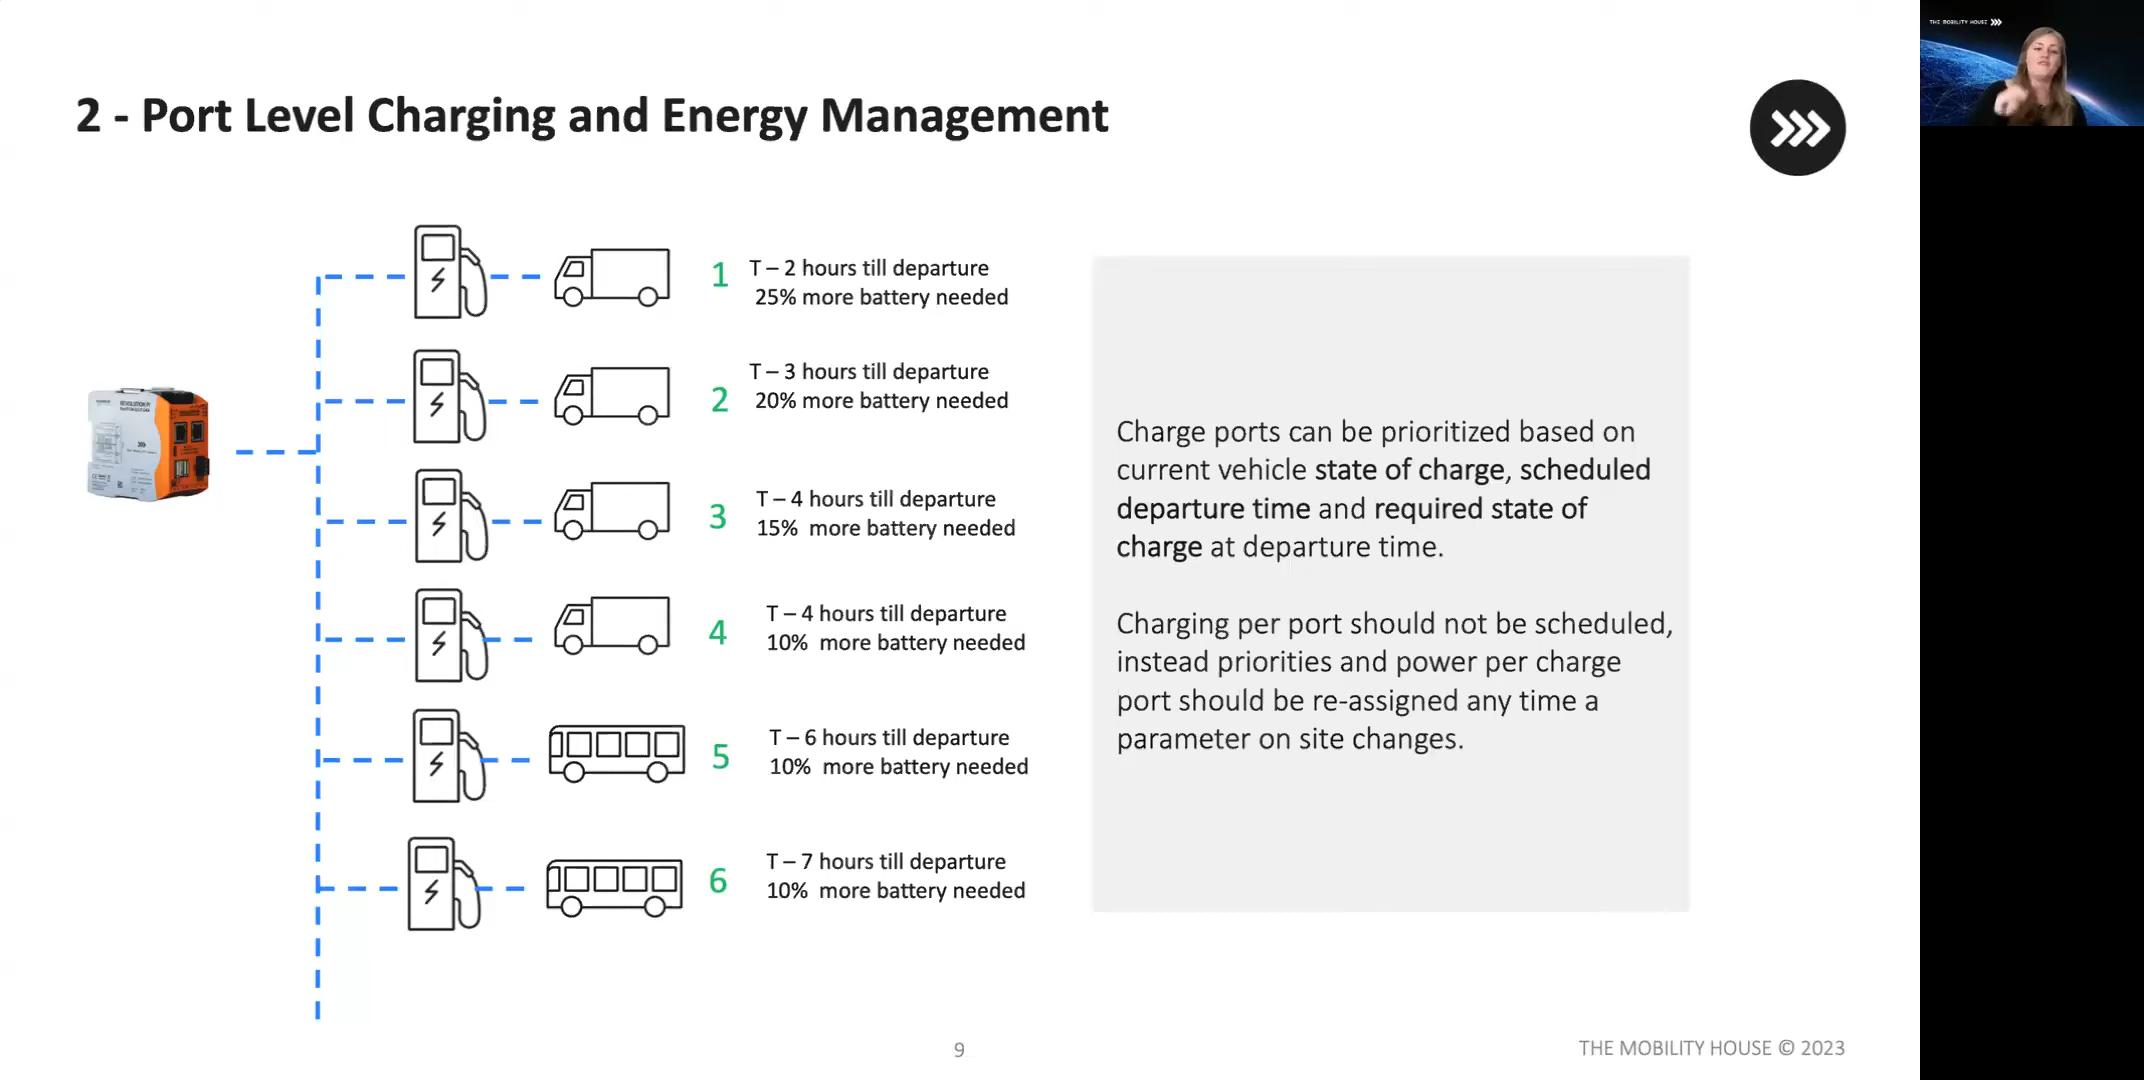 THE MOBILITY HOUSE
2 - Port Level Charging and Energy Management
1
T – 2 hours till departure
25% more battery needed
2
T – 3 hours till departure
20% more battery needed
3
T – 4 hours till departure
15% more battery needed
4
T – 4 hours till departure
10% more battery needed
5
T – 6 hours till departure
10% more battery needed
6
T – 7 hours till departure
10% more battery needed
Charge ports can be prioritized based on
current vehicle state of charge, scheduled
departure time and required state of
charge at departure time.
Charging per port should not be scheduled,
instead priorities and power per charge
port should be re-assigned any time a
parameter on site changes.
REVOLUTION PI
9
THE MOBILITY HOUSE © 2023